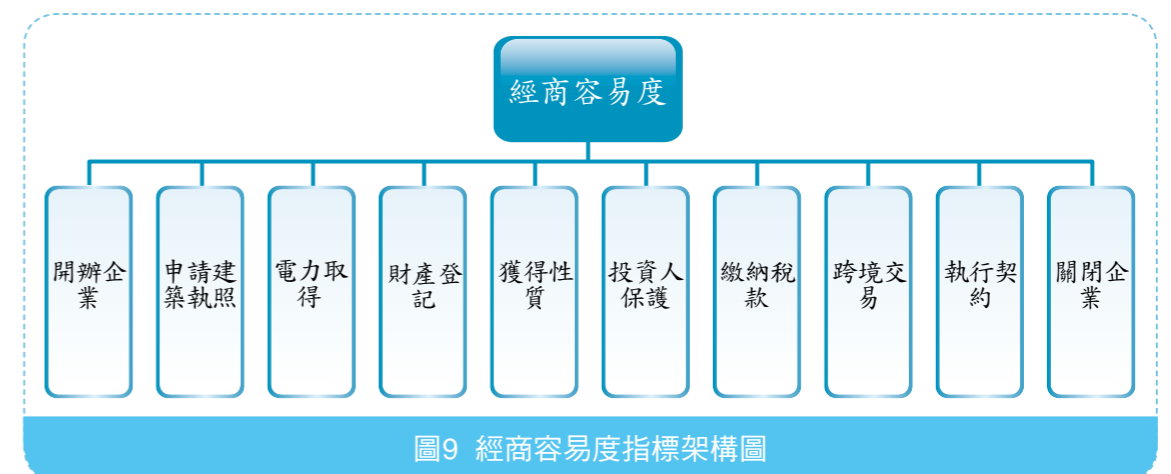 經商容易度
開辦企
業
申請建
築執照
電力取
得
財產登
記
獲得性
質
投資人
保護
繳納稅
款
跨境交
易
執行契
約
關閉企
業
圖9 經商容易度指標架構圖